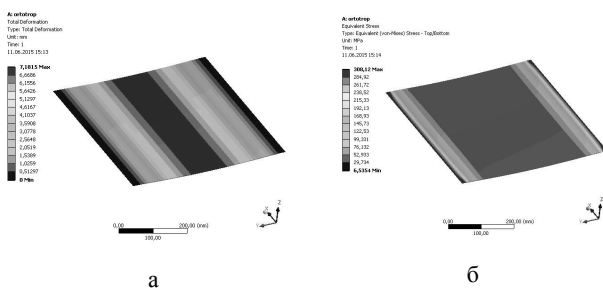 A: ortotrop
Total Deformation
Type: Total Deformation
Unit: mm
Time: 1
11.06.2015 15:13
7,1815 Max
6,6686
6,1556
5,6426
5,1297
4,6167
4,1037
3,5908
3,0778
2,5648
2,0519
1,5389
1,0259
0,51297
0 Min
0,00
200,00 (mm)
100,00
Z
X
Y
а
A: ortotrop
Equivalent Stress
Type: Equivalent (von-Mises) Stress - Top/Bottom
Unit: MPa
Time: 1
11.06.2015 15:14
308,12 Max
284,92
261,72
238,52
215,33
192,13
168,93
145,73
122,53
99,331
76,132
52,933
29,734
6,5354 Min
0,00
200,00 (mm)
100,00
Z
X
Y
б